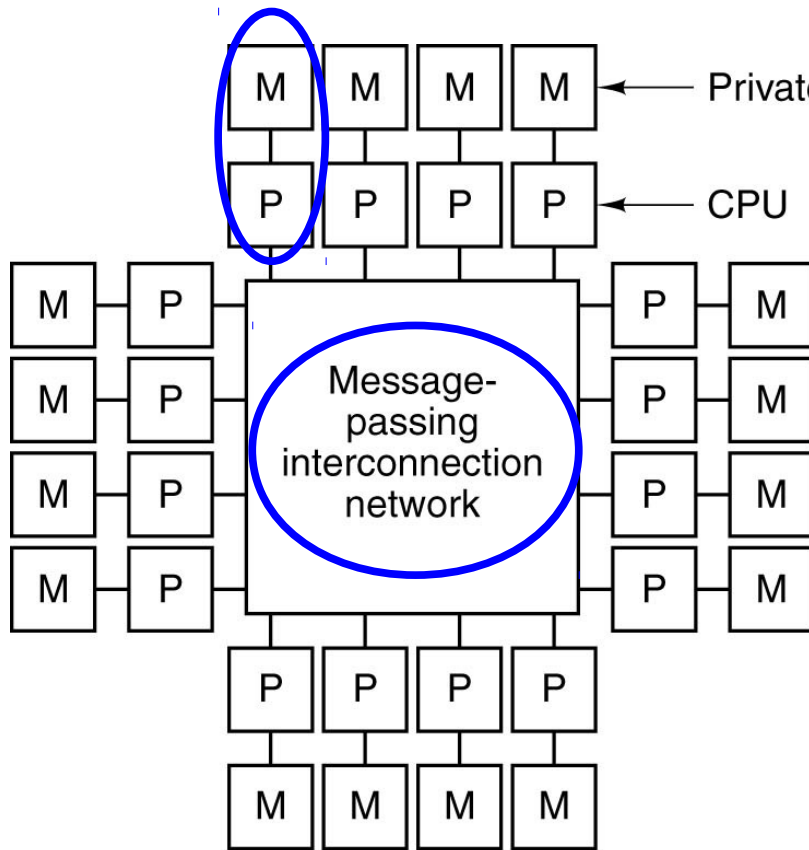 M M M M Private
P P P P CPU
M P P M
Message-
M P P M
passing
interconnection
M P P M
network
M P P M
P P P P
M M M M